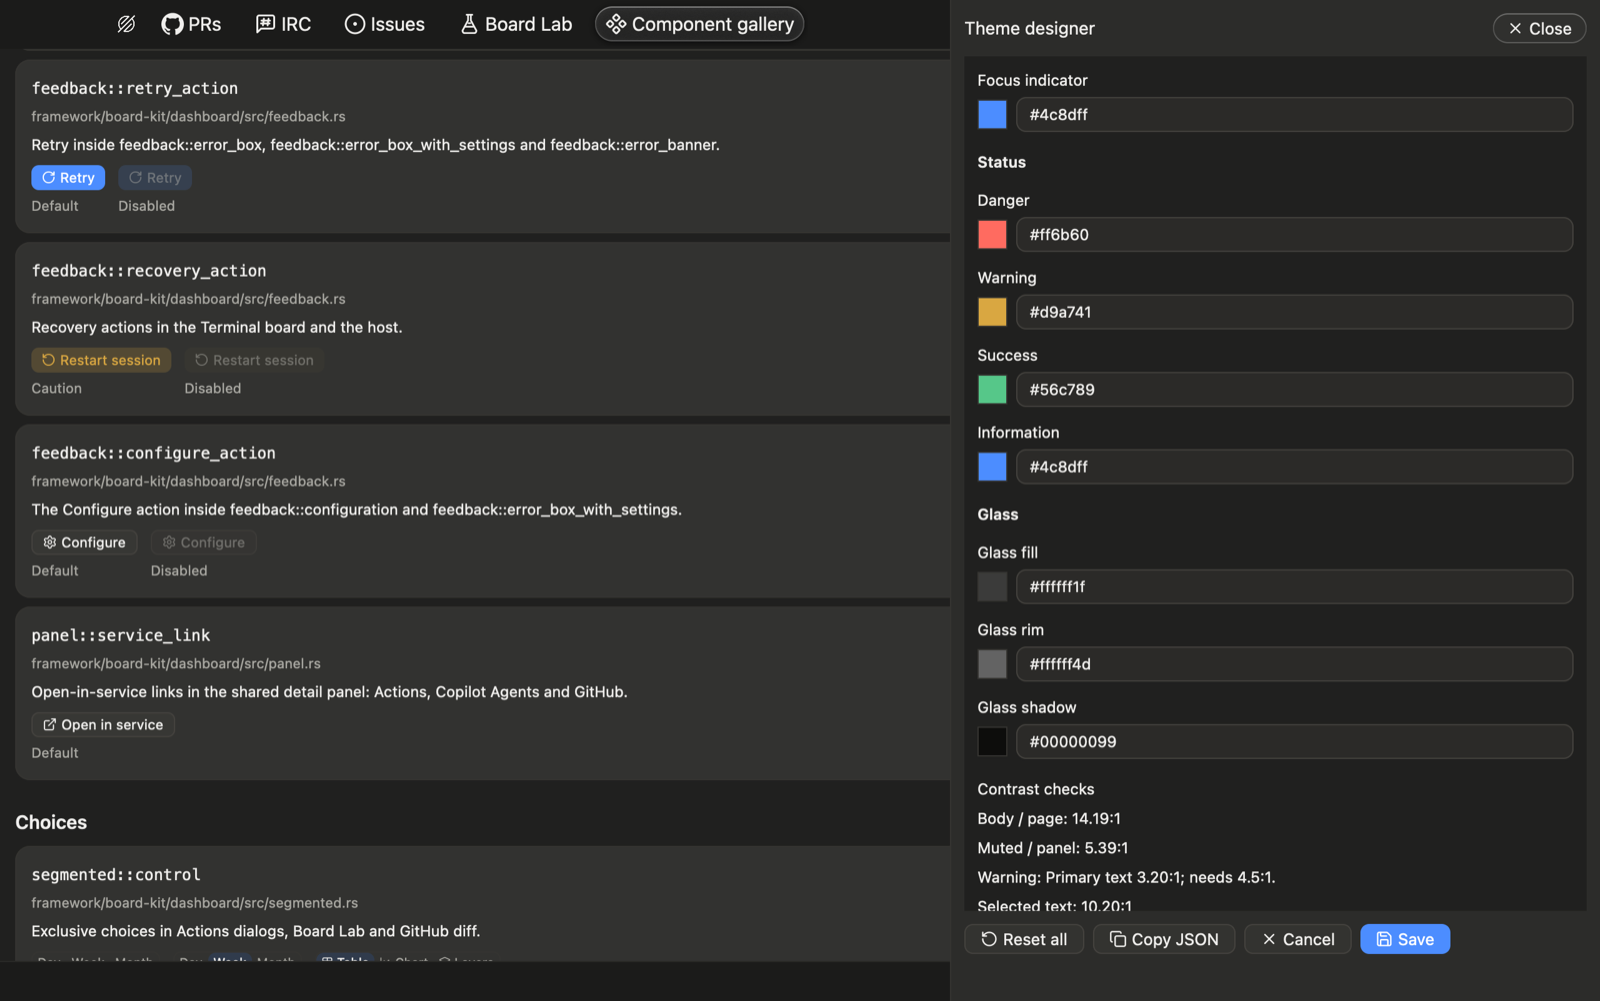 PRs
IRC
Issues
Board Lab
Component gallery
feedback::retry_action
framework/board-kit/dashboard/src/feedback.rs
Retry inside feedback::error_box, feedback::error_box_with_settings and feedback::error_banner.
Retry
Retry
Default
Disabled
feedback::recovery_action
framework/board-kit/dashboard/src/feedback.rs
Recovery actions in the Terminal board and the host.
Restart session
Restart session
Caution
Disabled
feedback::configure_action
framework/board-kit/dashboard/src/feedback.rs
The Configure action inside feedback::configuration and feedback::error_box_with_settings.
Configure
Configure
Default
Disabled
panel::service_link
framework/board-kit/dashboard/src/panel.rs
Open-in-service links in the shared detail panel: Actions, Copilot Agents and GitHub.
Open in service
Default
Choices
segmented::control
framework/board-kit/dashboard/src/segmented.rs
Exclusive choices in Actions dialogs, Board Lab and GitHub diff.
Day Week Month
Day Week Month
Table
Chart
Layers
Theme designer
Close
Focus indicator
#4c8dff
Status
Danger
#ff6b60
Warning
#d9a741
Success
#56c789
Information
#4c8dff
Glass
Glass fill
#ffffff1f
Glass rim
#ffffff4d
Glass shadow
#00000099
Contrast checks
Body / page: 14.19:1
Muted / panel: 5.39:1
Warning: Primary text 3.20:1; needs 4.5:1.
Selected text: 10.20:1
Reset all
Copy JSON
Cancel
Save